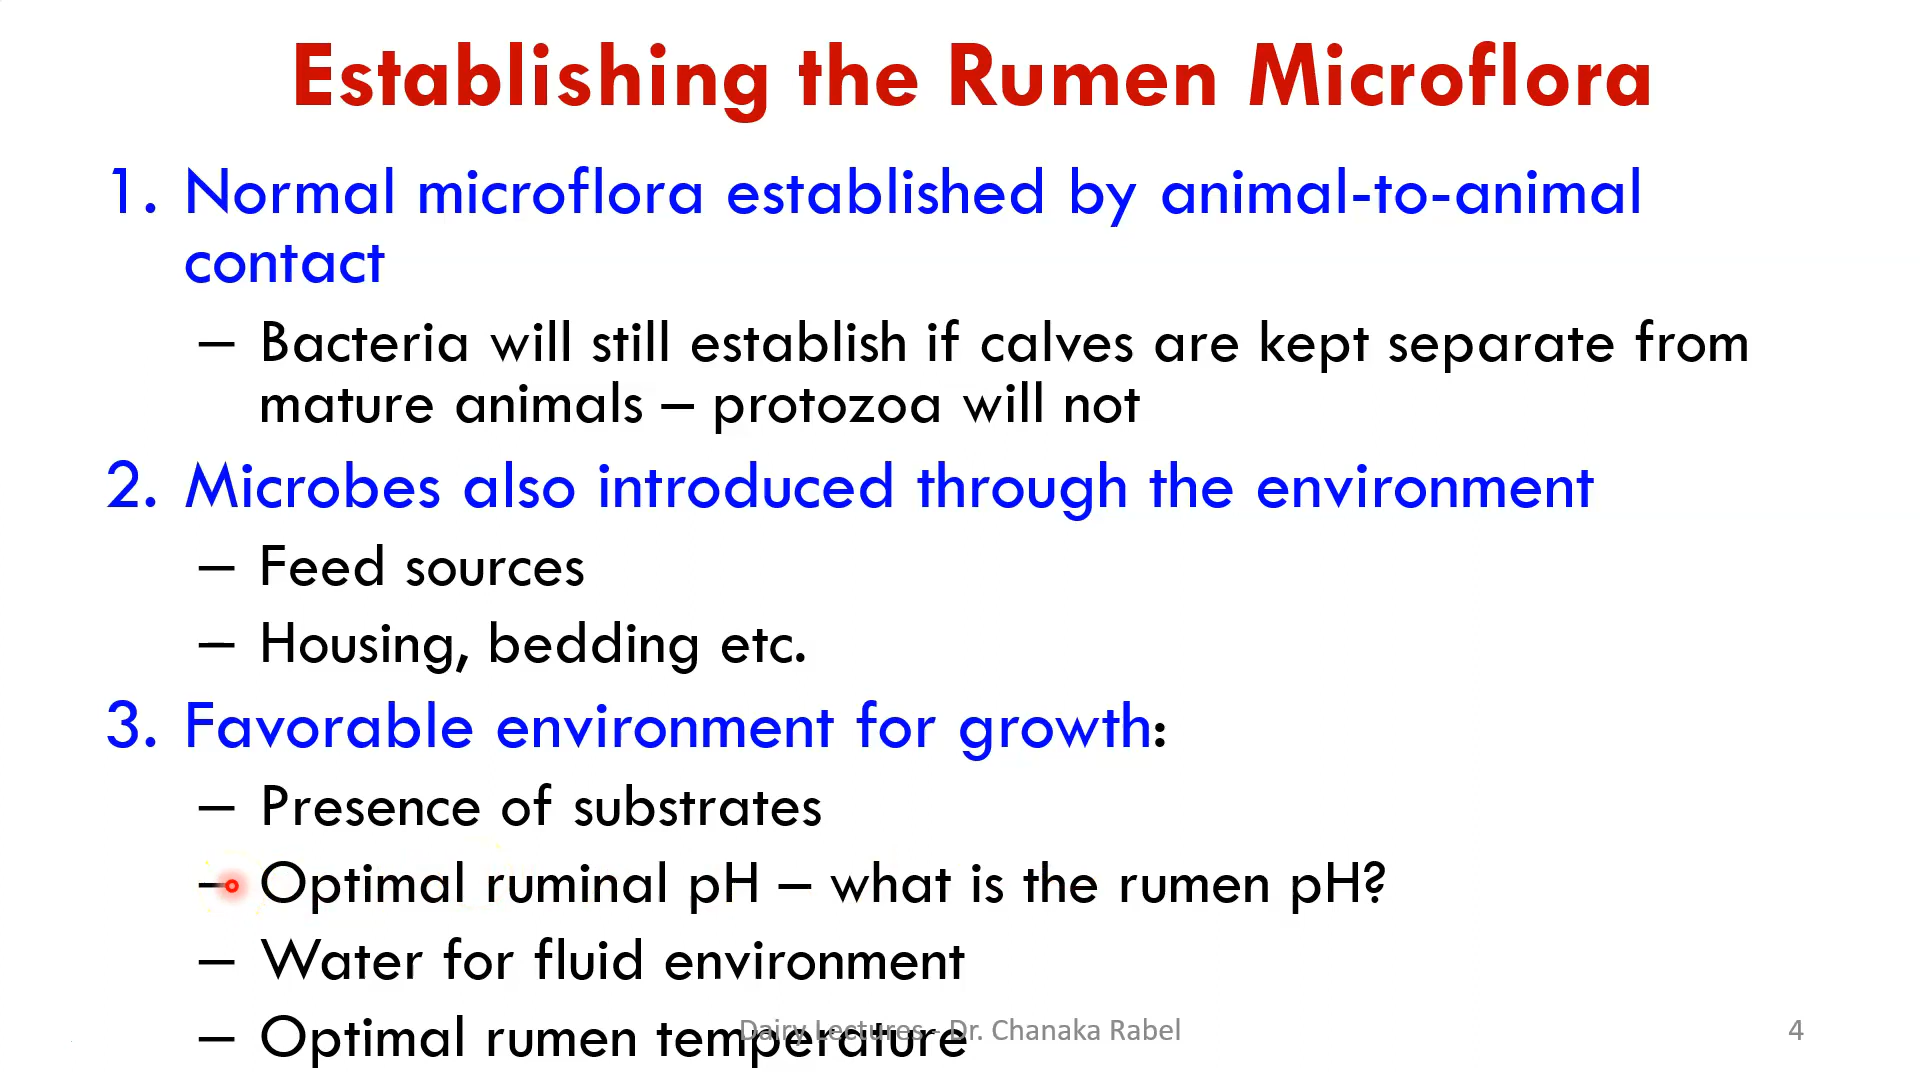 Establishing the Rumen Microflora
1. Normal microflora established by animal-to-animal
contact
– Bacteria will still establish if calves are kept separate from
mature animals – protozoa will not
2. Microbes also introduced through the environment
– Feed sources
– Housing, bedding etc.
3. Favorable environment for growth:
– Presence of substrates
– Optimal ruminal pH – what is the rumen pH?
– Water for fluid environment
– Optimal rumen temperature
Dairy Lectures - Dr. Chanaka Rabel
4